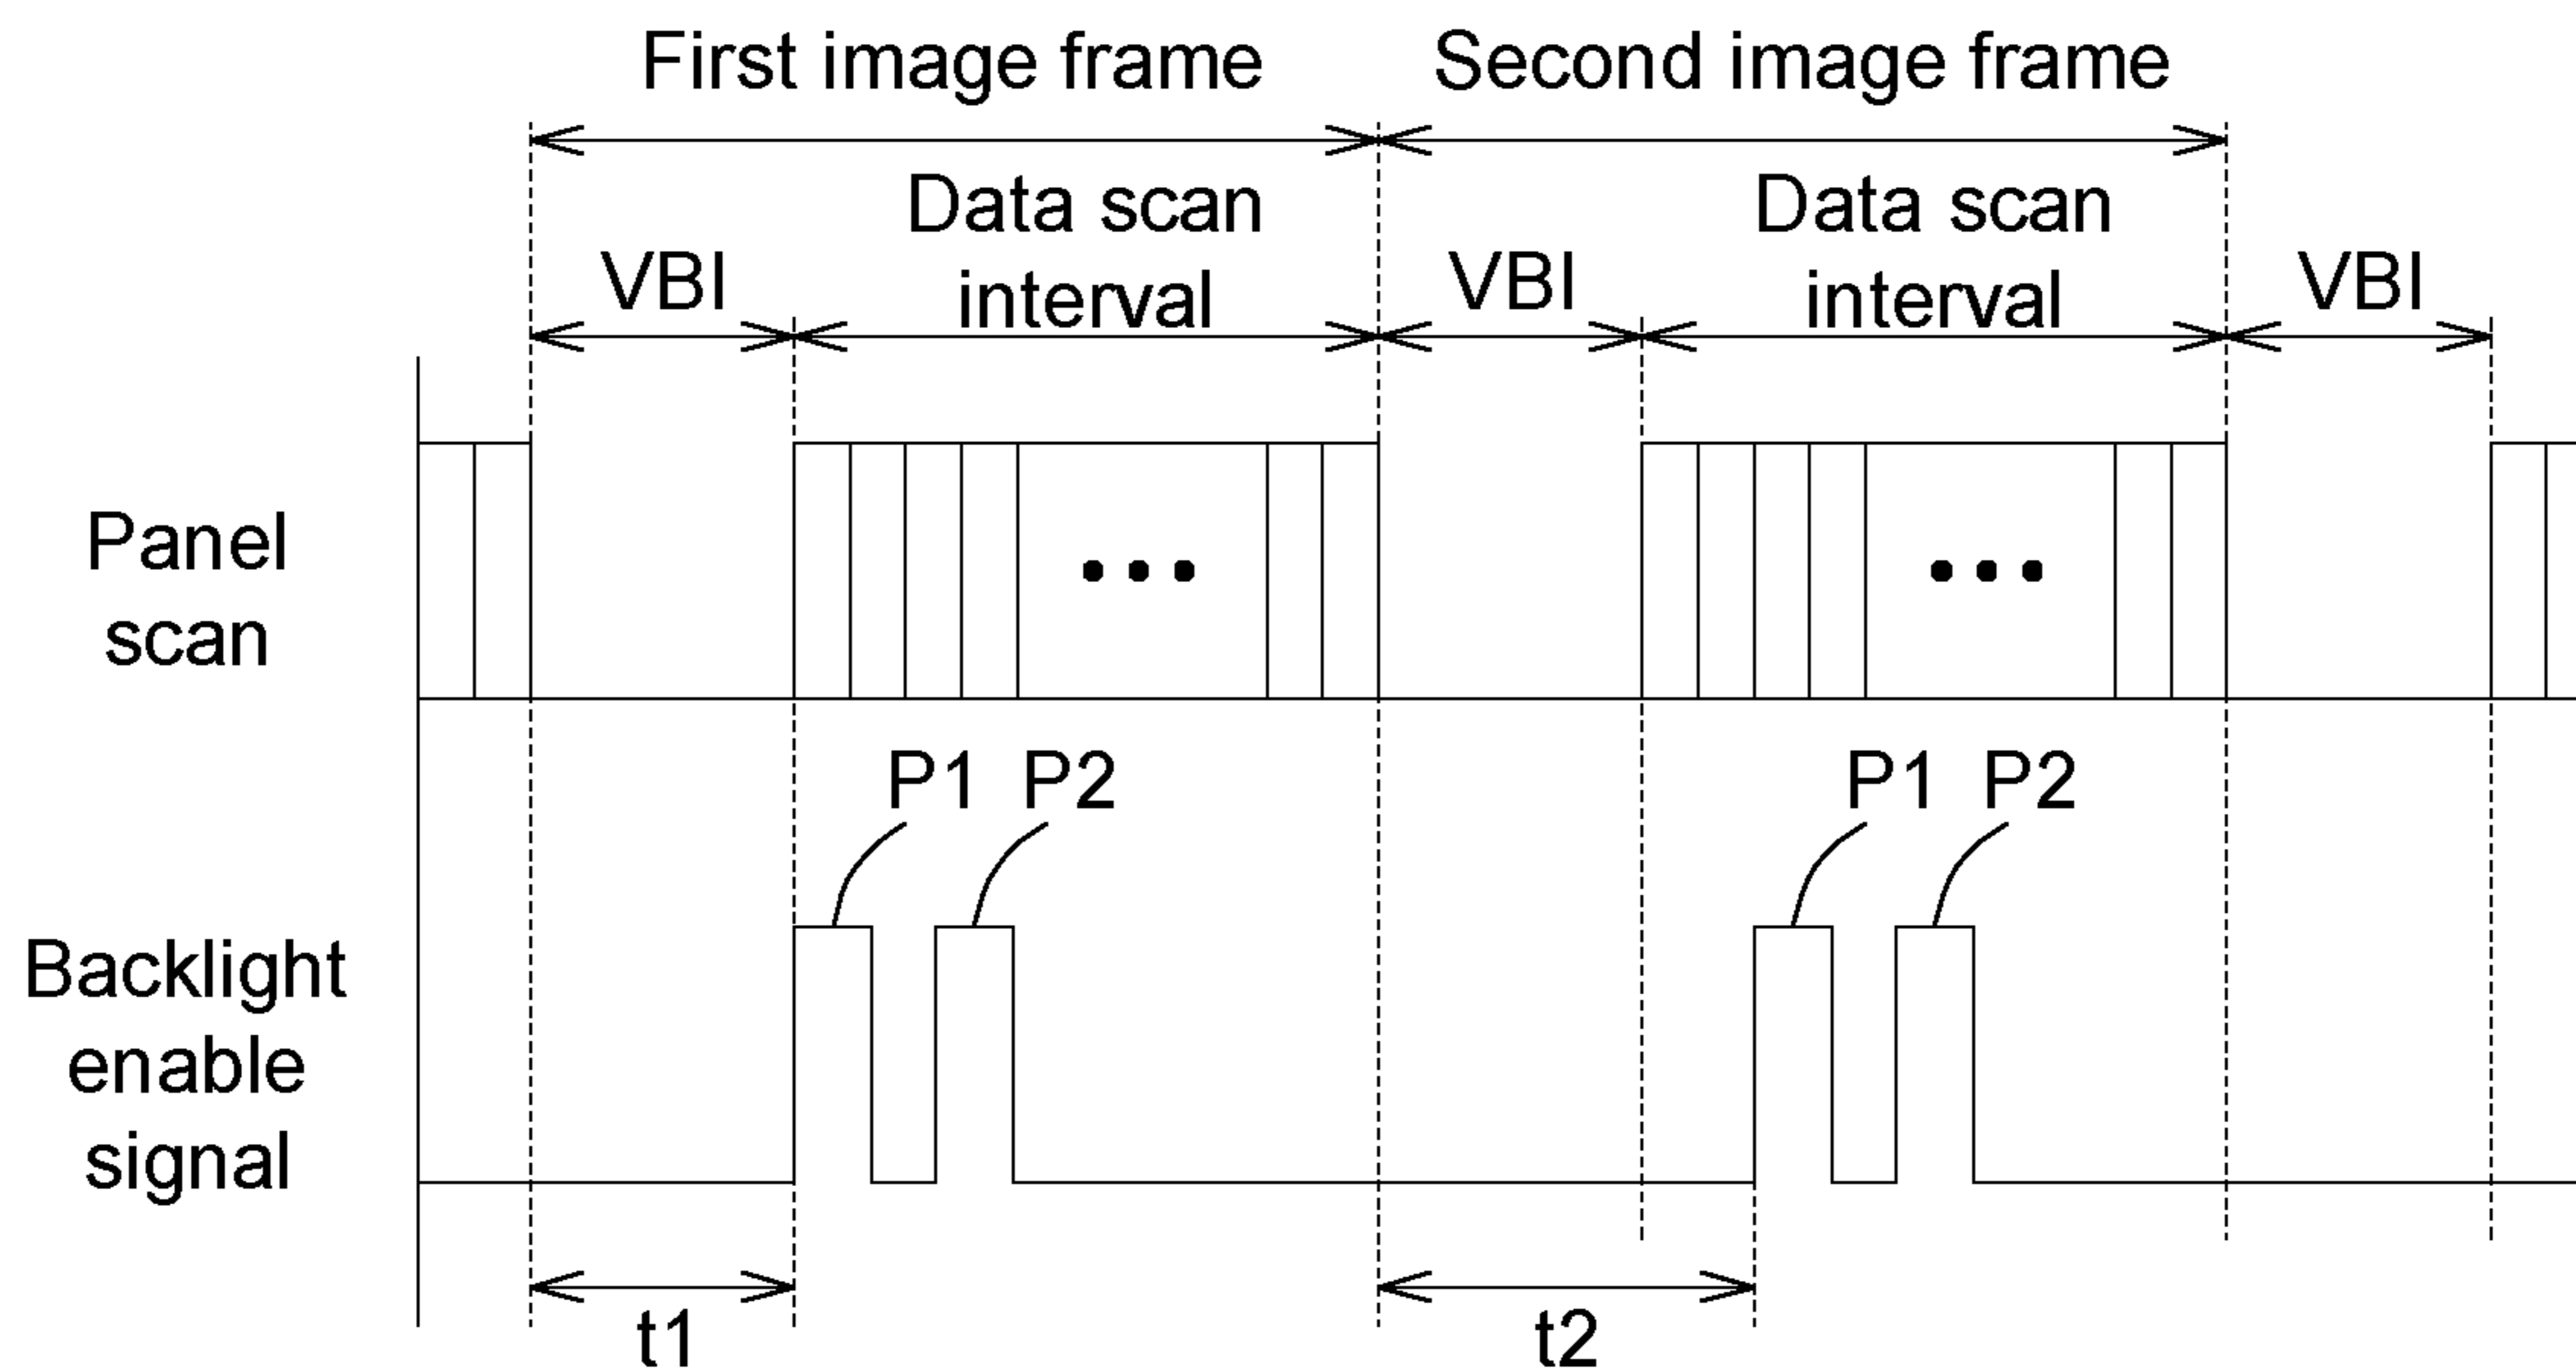 First image frame
Second image frame
Data scan
interval
Data scan
interval
VBI
VBI
VBI
Panel
scan
P1
P2
P1
P2
Backlight
enable
signal
t1
t2